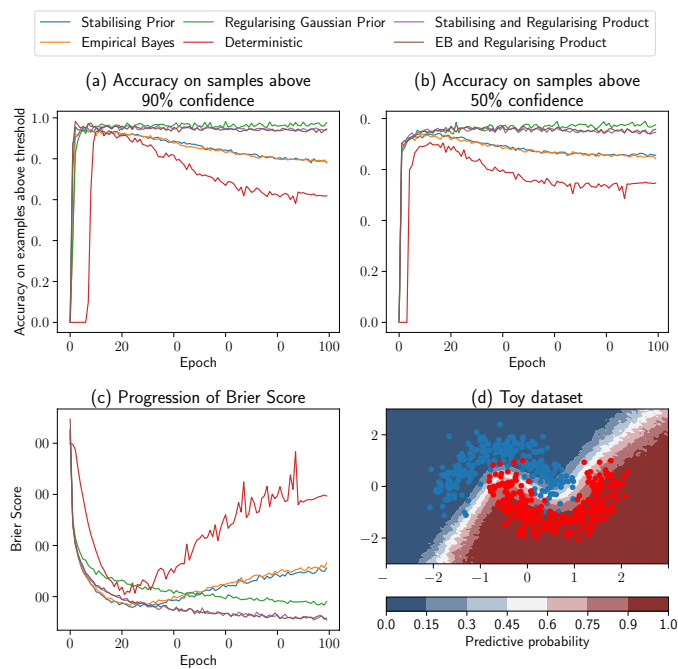 Stabilising Prior
Regularising Gaussian Prior
Stabilising and Regularising Product
Empirical Bayes
Deterministic
EB and Regularising Product
(a) Accuracy on samples above
90% confidence
(b) Accuracy on samples above
50% confidence
Accuracy on examples above threshold
1.0
0.
0.
0.
0.2
0.0
0
20
0
0
0
100
Epoch
0.
0.
0.
0.
0.2
0.0
0
20
0
0
0
100
Epoch
(c) Progression of Brier Score
Brier Score
00
00
00
00
0
20
0
0
0
100
Epoch
(d) Toy dataset
2
0
−2
−
−2
−1
0
1
2
0.0
0.15
0.3
0.45
0.6
0.75
0.9
1.0
Predictive probability